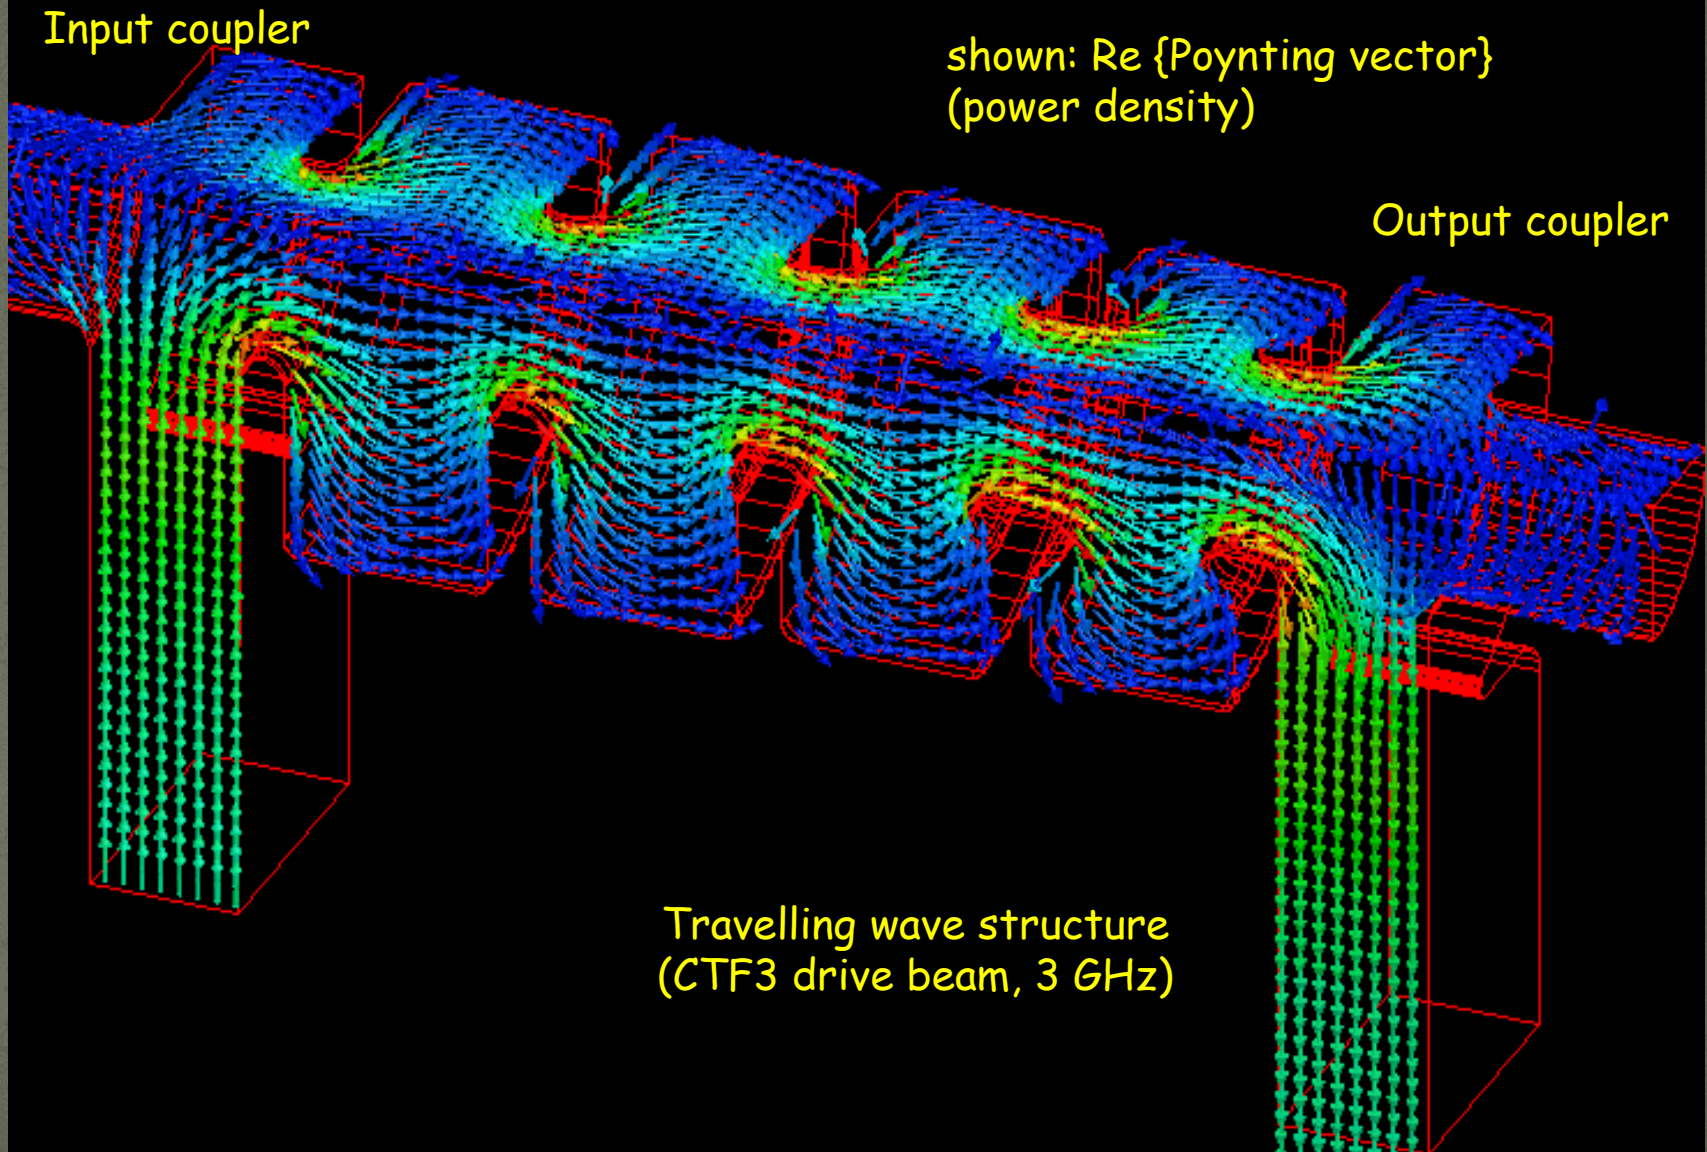 Input coupler
shown: Re {Poynting vector}
(power density)
Output coupler
Travelling wave structure
(CTF3 drive beam, 3 GHz)